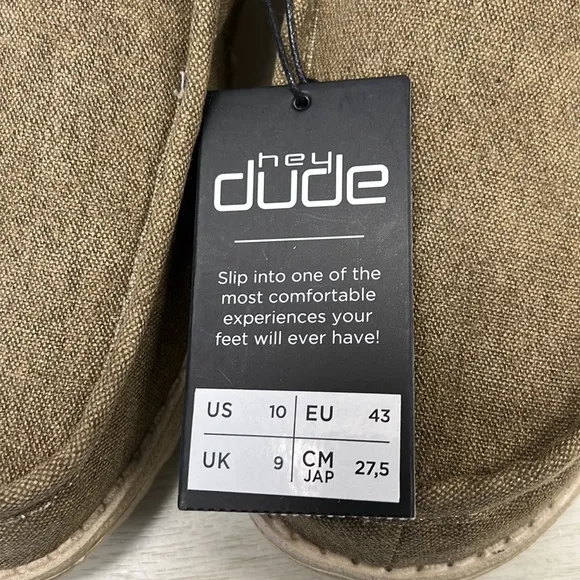 hey
dude
Slip into one of the
most comfortable
experiences your
feet will ever have!
US 10 EU 43
UK 9 CM JAP 27,5